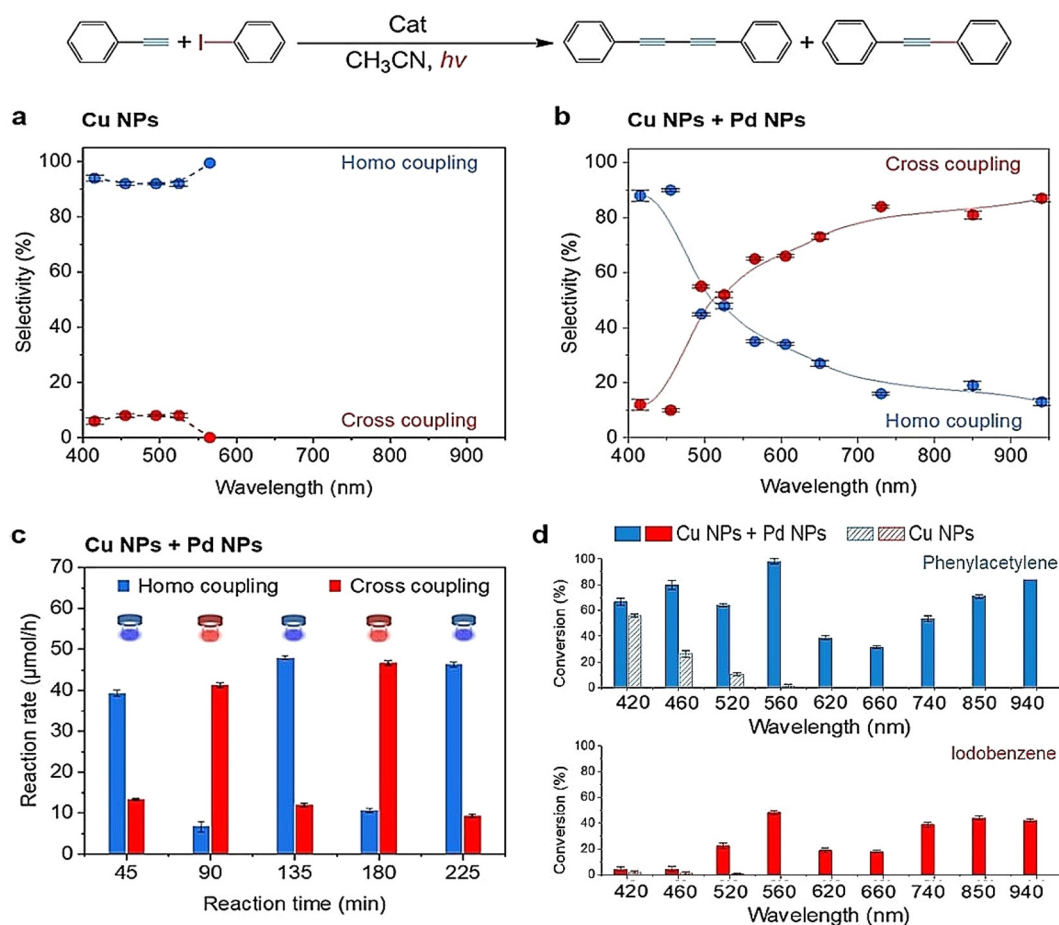 Cat
+ I
CH₃CN, hv
+
a
Cu NPs
Homo coupling
Cross coupling
Selectivity (%)
100
80
60
40
20
0
400 500 600 700 800 900
Wavelength (nm)
b
Cu NPs + Pd NPs
Cross coupling
Homo coupling
Selectivity (%)
100
80
60
40
20
0
400 500 600 700 800 900
Wavelength (nm)
c
Cu NPs + Pd NPs
Homo coupling Cross coupling
Reaction rate (µmol/h)
70
60
50
40
30
20
10
0
45 90 135 180 225
Reaction time (min)
d
Cu NPs + Pd NPs Cu NPs
Phenylacetylene
Conversion (%)
100
80
60
40
20
0
420 460 520 560 620 660 740 850 940
Wavelength (nm)
Iodobenzene
Conversion (%)
100
80
60
40
20
0
420 460 520 560 620 660 740 850 940
Wavelength (nm)